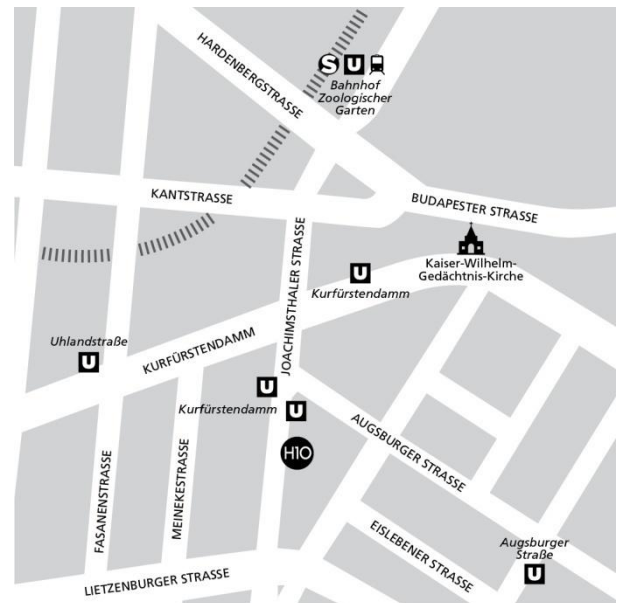 HARDENBERGSTRASSE
S U
Bahnhof
Zoologischer
Garten
KANTSTRASSE
BUDAPESTER STRASSE
JOACHIMSTHALER STRASSE
Kaiser-Wilhelm-
Gedächtnis-Kirche
U
Kurfürstendamm
Uhlandstraße
U
KURFÜRSTENDAMM
U
Kurfürstendamm
U
H10
AUGSBURGER STRASSE
FASANENSTRASSE
MEINEKESTRASSE
EISLEBENER STRASSE
Augsburger
Straße
U
LIETZENBURGER STRASSE